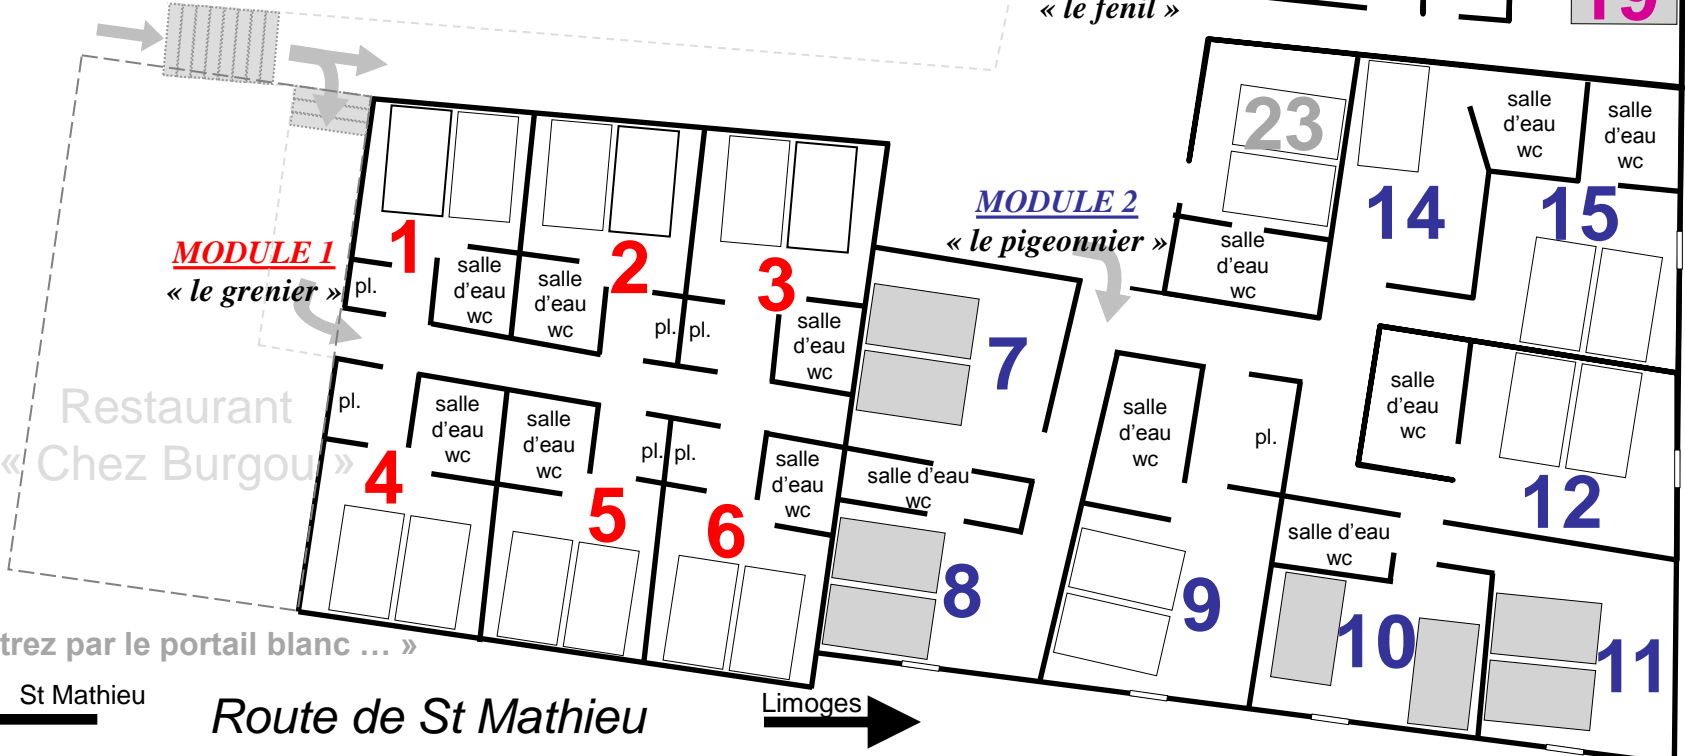 « le fenil »
19
23
salle
d'eau
wc
salle
d'eau
wc
14
15
MODULE 2
« le pigeonnier »
salle
d'eau
wc
MODULE 1
« le grenier »
1
2
3
pl.
salle
d'eau
wc
salle
d'eau
wc
pl.
pl.
salle
d'eau
wc
7
Restaurant
« Chez Burgou »
pl.
salle
d'eau
wc
salle
d'eau
wc
pl.
pl.
salle
d'eau
wc
4
5
6
salle d'eau
wc
8
salle
d'eau
wc
pl.
9
salle
d'eau
wc
12
salle d'eau
wc
10
11
trez par le portail blanc … »
St Mathieu
Route de St Mathieu
Limoges